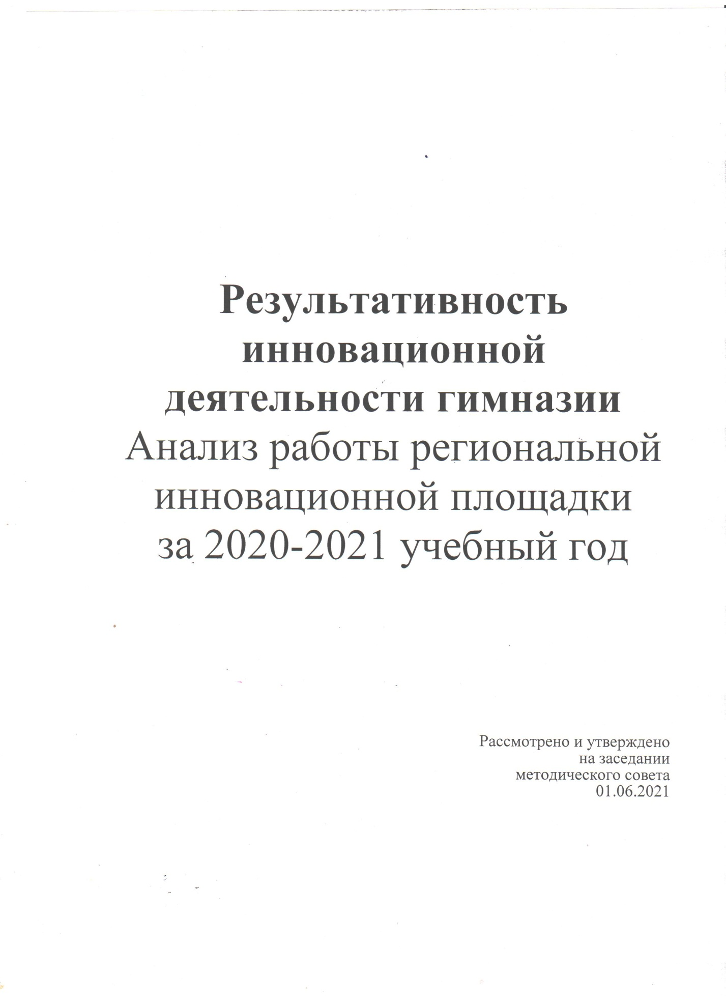 Результативность
инновационной
деятельности гимназии
Анализ работы региональной
инновационной площадки
за 2020-2021 учебный год
Рассмотрено и утверждено
на заседании
методического совета
01.06.2021